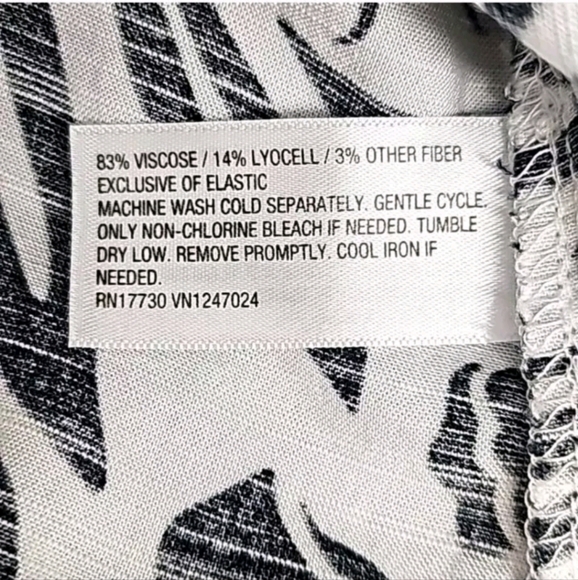 83% VISCOSE / 14% LYOCELL / 3% OTHER FIBER
EXCLUSIVE OF ELASTIC
MACHINE WASH COLD SEPARATELY. GENTLE CYCLE.
ONLY NON-CHLORINE BLEACH IF NEEDED. TUMBLE
DRY LOW. REMOVE PROMPTLY. COOL IRON IF
NEEDED.
RN17730 VN1247024